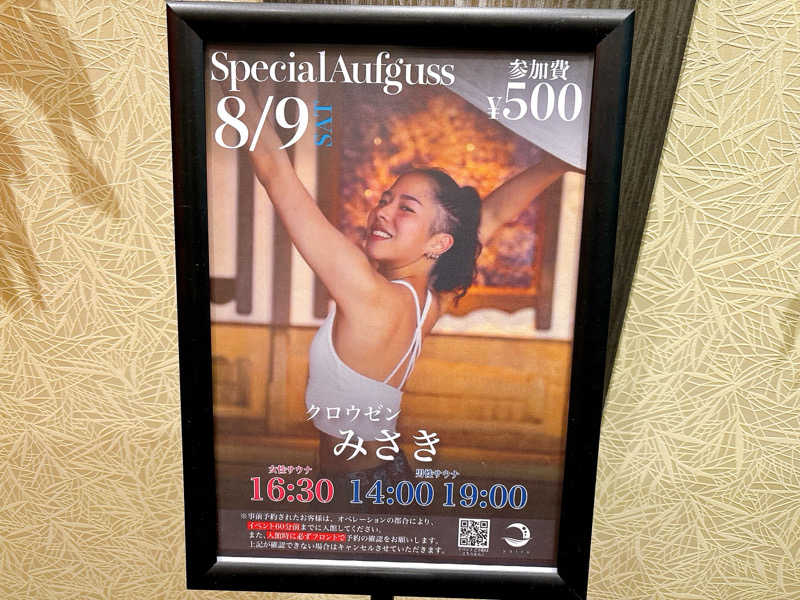 Special Aufguss
8/9 SAT
参加費
¥500
クロウゼン
みさき
女性サウナ
16:30
男性サウナ
14:00 19:00
※事前予約されたお客様は、オペレーションの都合により、
イベント60分前までに入館してください。
また、入館時に必ずフロントで予約の確認をお願いします。
上記が確認できない場合はキャンセルさせていただきます。